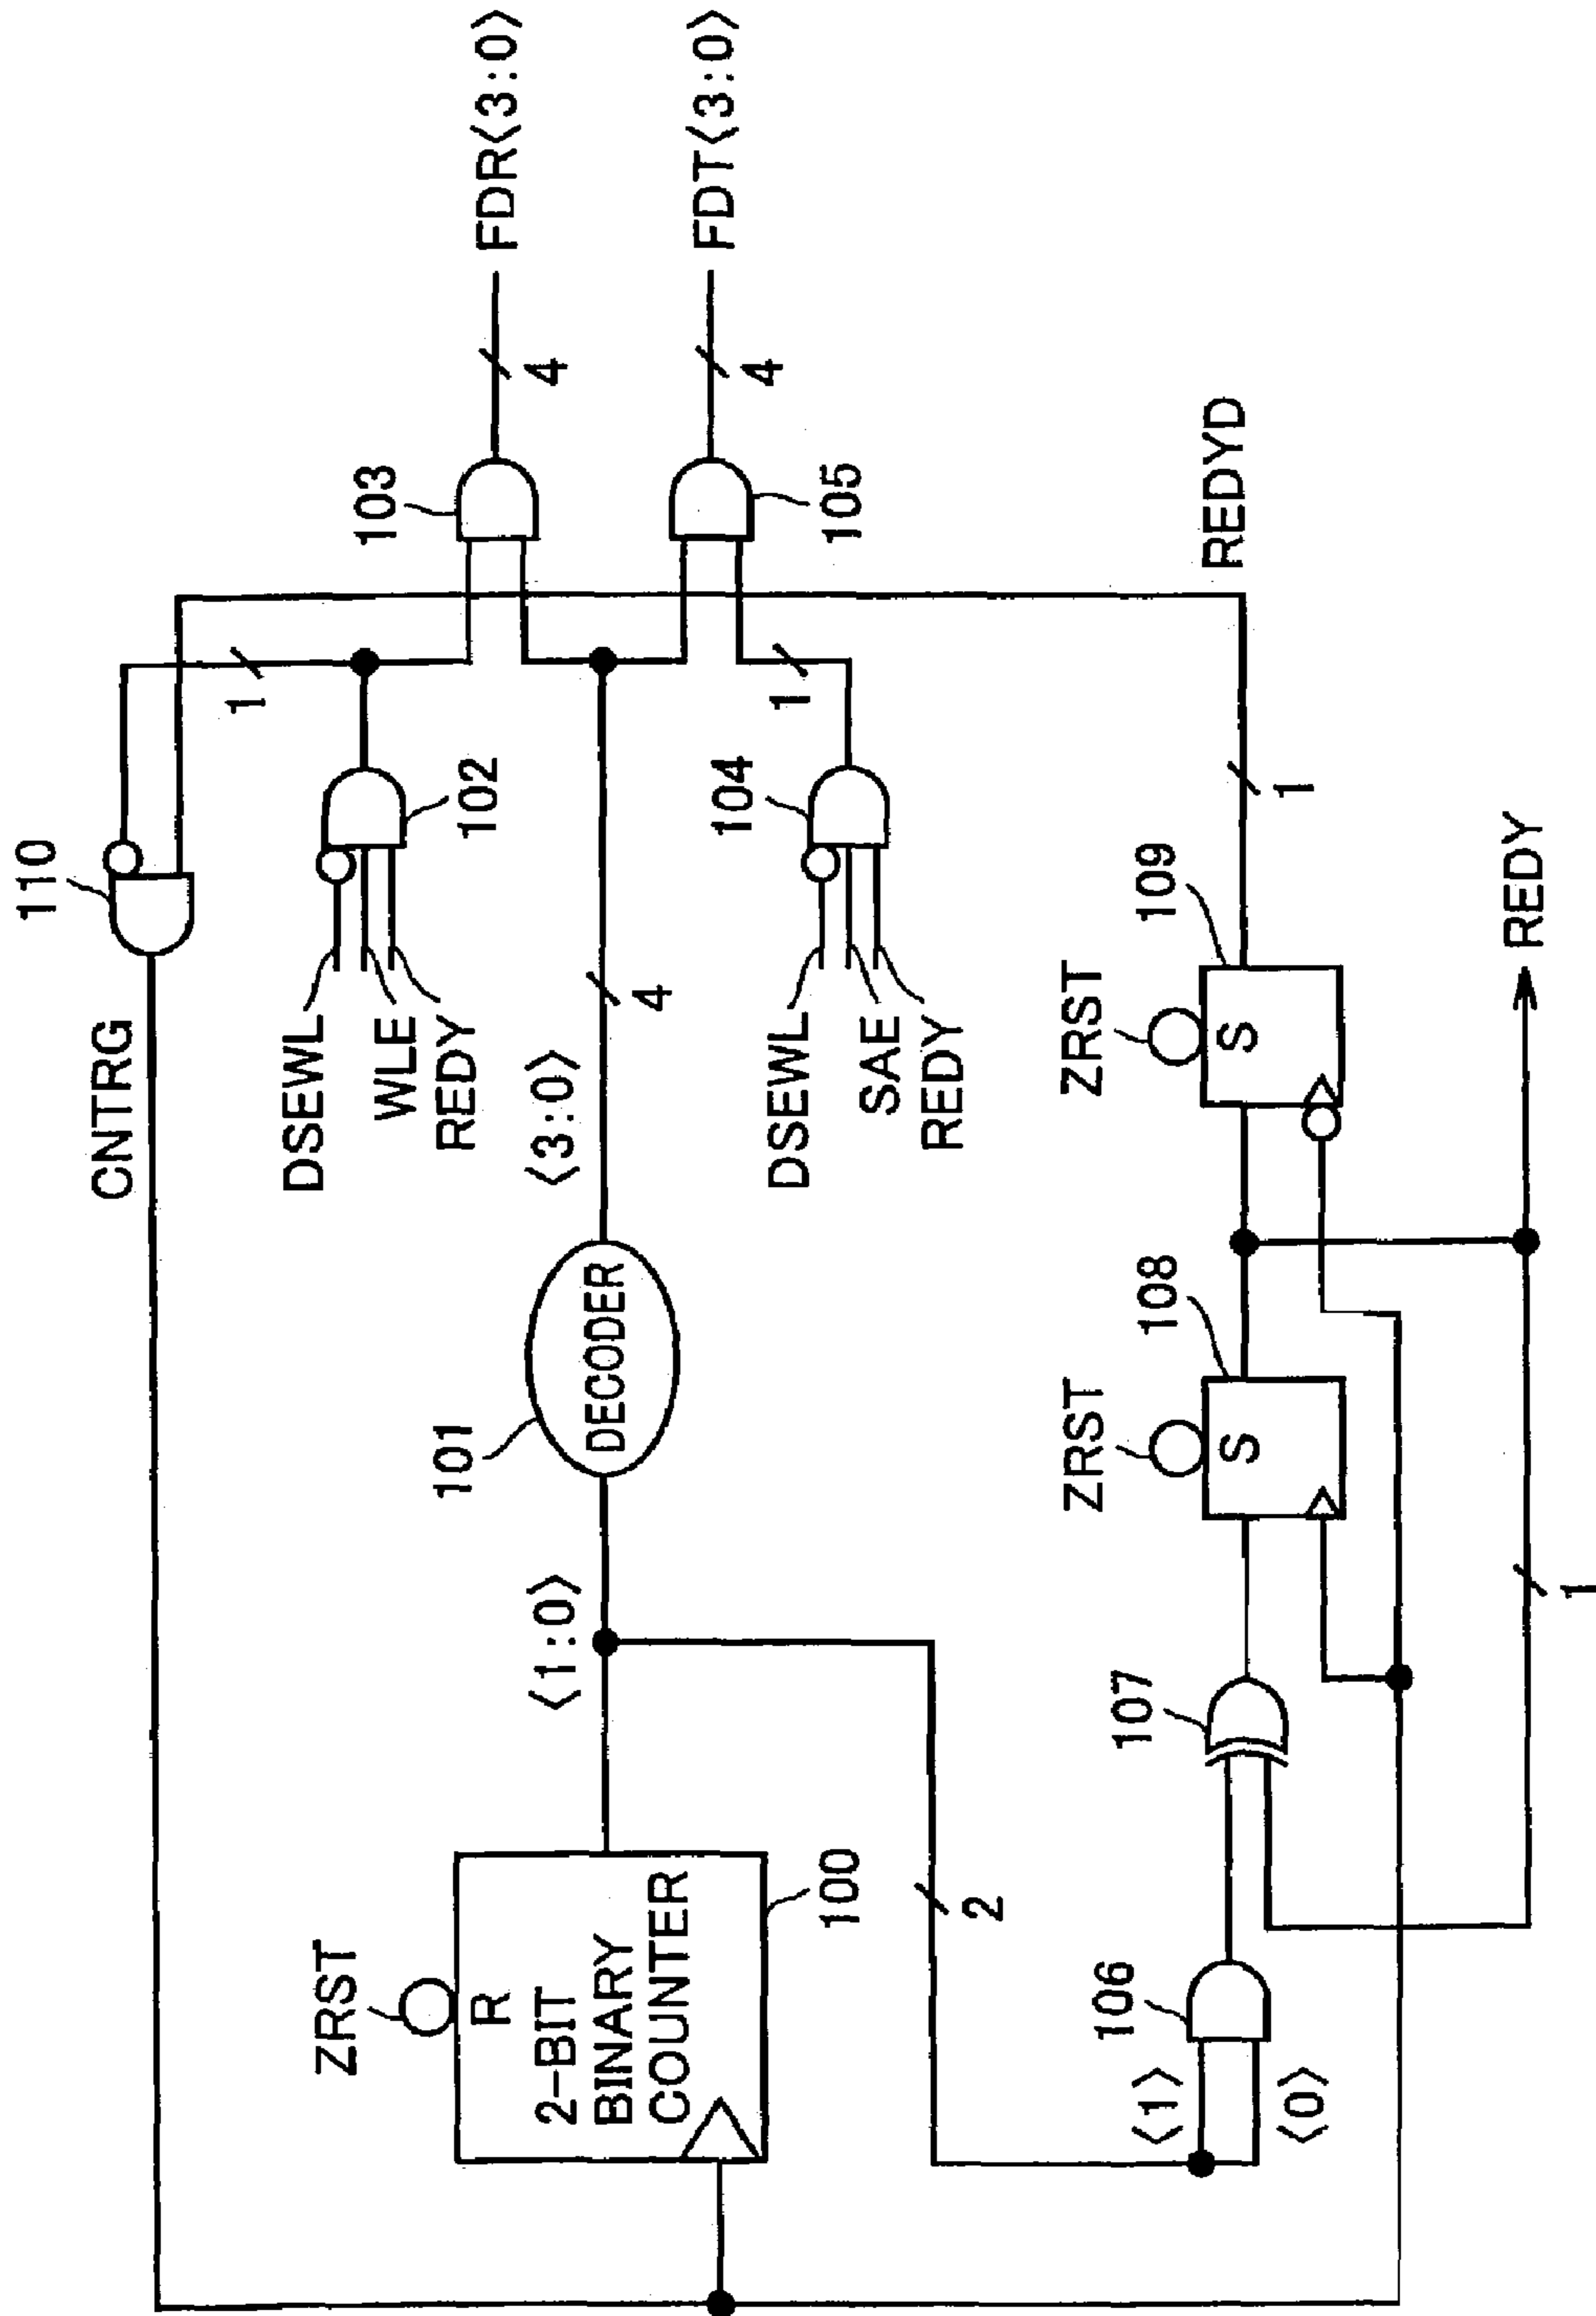 110
CNTRG
1
DSEWL
WLE
REDY
102
103
4
FDR<3:0>
ZRST
R
2-BIT
BINARY
COUNTER
100
<1:0>
101
DECODER
<3:0>
4
DSEWL
SAE
REDY
104
1
105
4
FDT<3:0>
2
<1>
<0>
106
107
ZRST
S
108
ZRST
S
109
1
REDYD
1
REDY